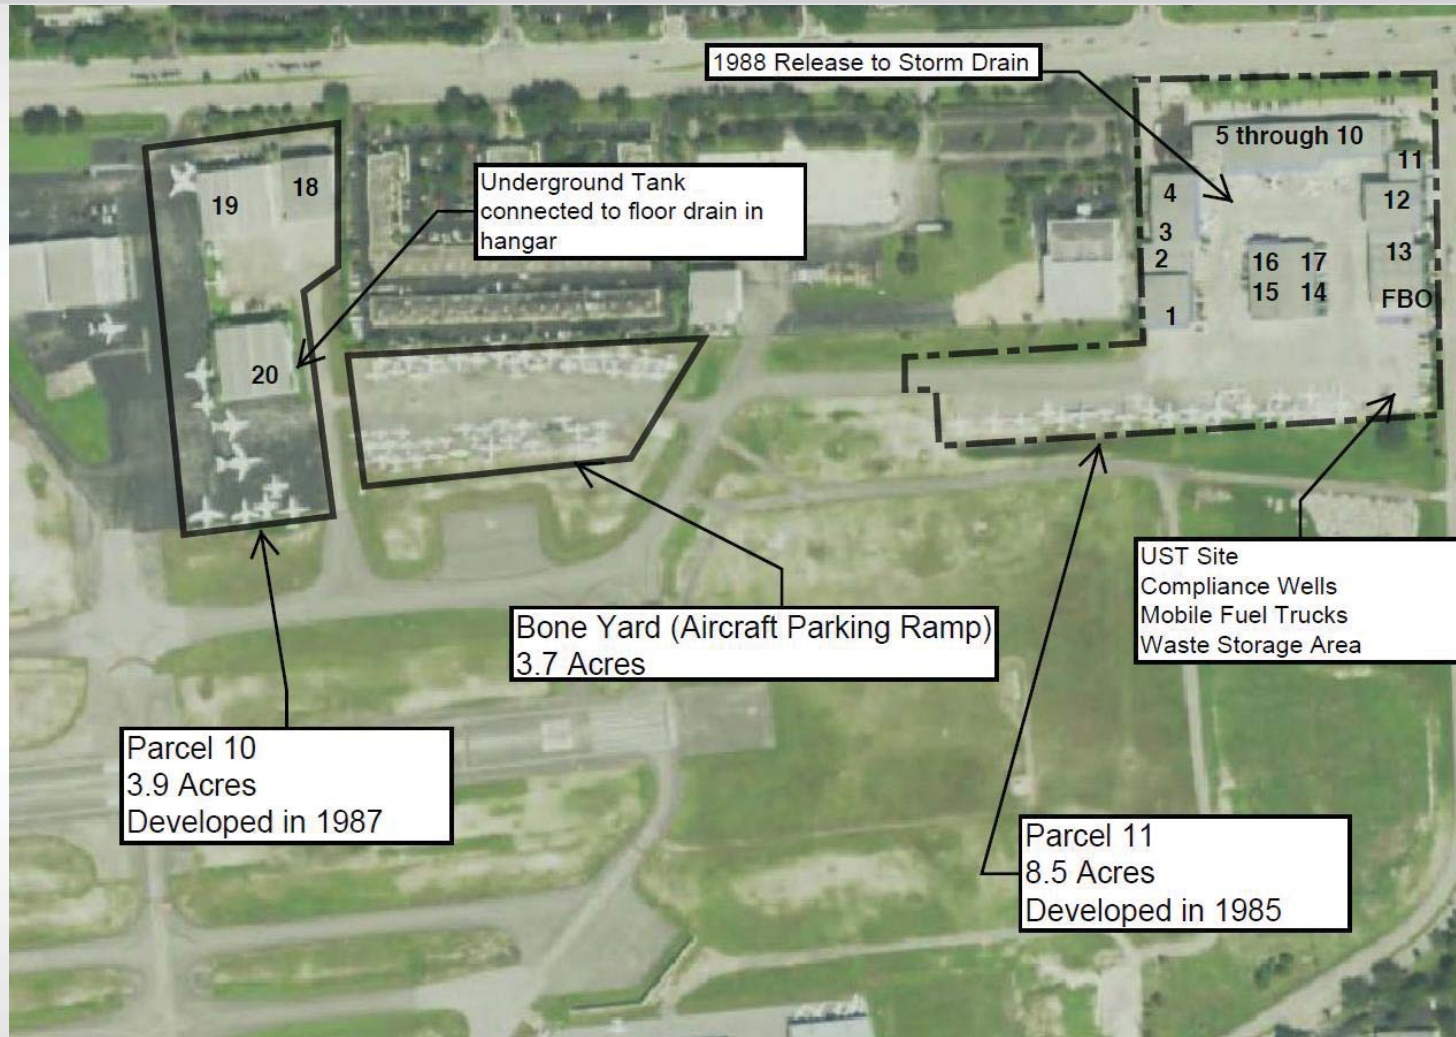 1988 Release to Storm Drain
5 through 10
11
18
19
Underground Tank
connected to floor drain in
hangar
4
12
3
2
13
16 17
15 14
FBO
1
20
UST Site
Compliance Wells
Mobile Fuel Trucks
Waste Storage Area
Bone Yard (Aircraft Parking Ramp)
3.7 Acres
Parcel 10
3.9 Acres
Developed in 1987
Parcel 11
8.5 Acres
Developed in 1985